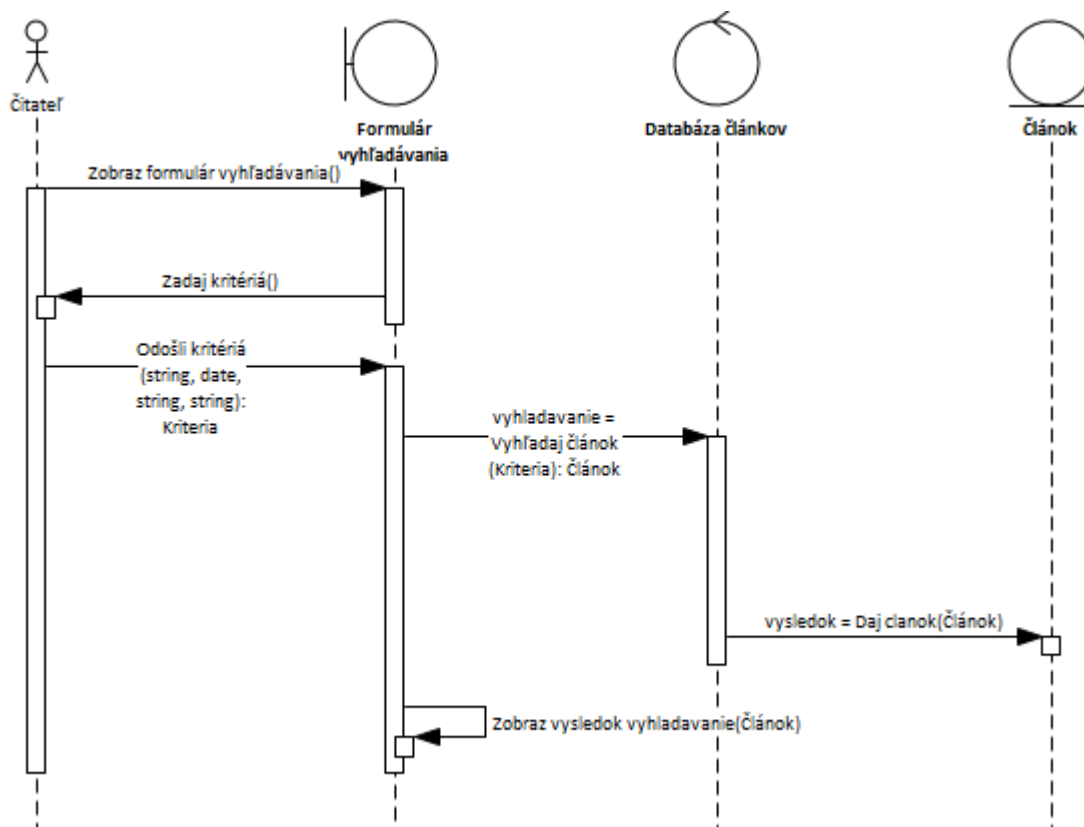 Čitateľ
Formulár
vyhľadávania
Databáza článkov
Článok
Zobraz formulár vyhľadávania()
Zadaj kritériá()
Odošli kritériá
(string, date,
string, string):
Kriteria
vyhladavanie =
Vyhľadaj článok
(Kriteria): Článok
vysledok = Daj clanok(Článok)
Zobraz vysledok vyhladavanie(Článok)